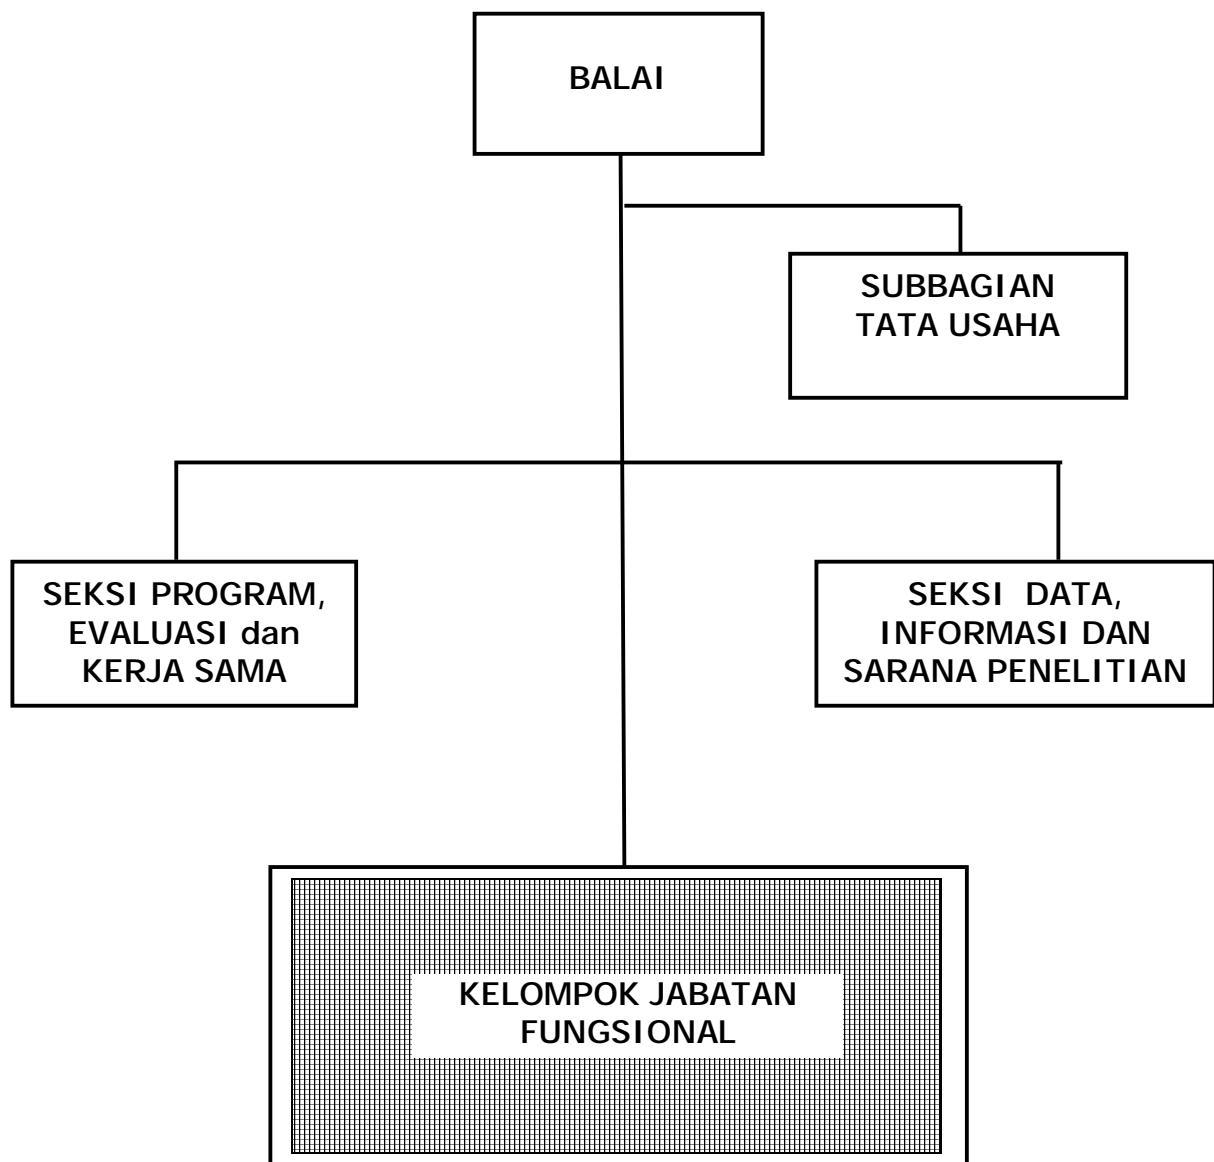 BALAI
SUBBAGIAN
TATA USAHA
SEKSI PROGRAM,
EVALUASI dan
KERJA SAMA
SEKSI DATA,
INFORMASI DAN
SARANA PENELITIAN
KELOMPOK JABATAN
FUNGSIONAL